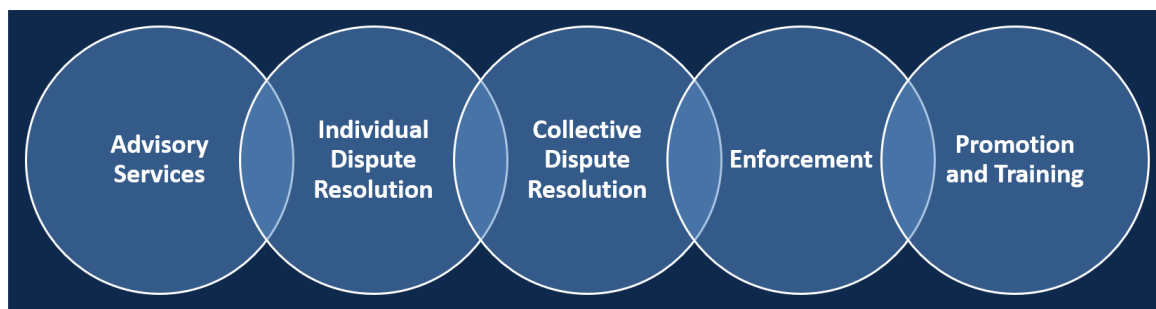 Advisory
Services
Individual
Dispute
Resolution
Collective
Dispute
Resolution
Enforcement
Promotion
and Training